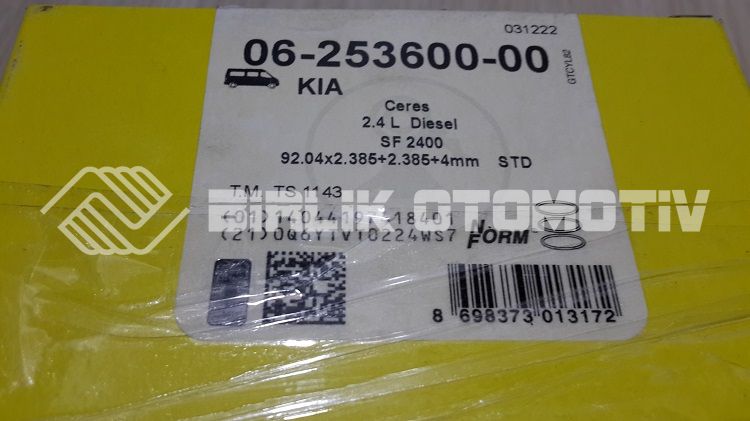 031222
06-253600-00
GTCYL82
KIA
Ceres
2.4 L Diesel
SF 2400
92.04x2.385+2.385+4mm STD
T.M. TS 1143
BİRLİK OTOMOTİV
N
FORM
8 698373 013172